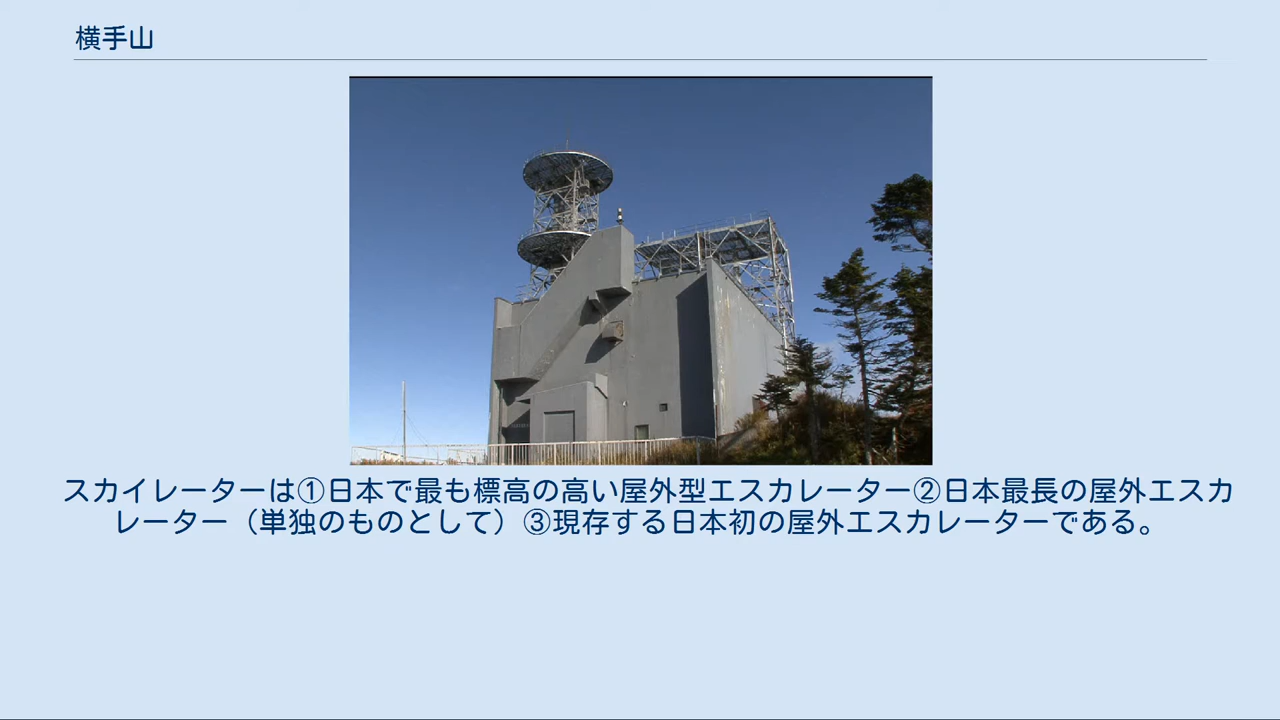 横手山
スカイレーターは①日本で最も標高の高い屋外型エスカレーター②日本最長の屋外エスカ
レーター（単独のものとして）③現存する日本初の屋外エスカレーターである。